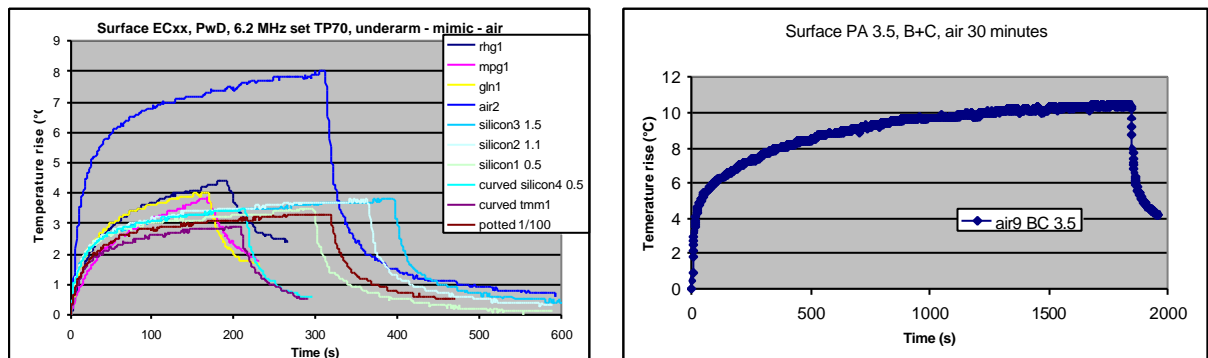 Surface ECxx, PwD, 6.2 MHz set TP70, underarm - mimic - air
9
8
7
6
5
4
3
2
1
0
Temperature rise (°(
0 100 200 300 400 500 600
Time (s)
rhg1
mpg1
gln1
air2
silicon3 1.5
silicon2 1.1
silicon1 0.5
curved silicon4 0.5
curved tmm1
potted 1/100
Surface PA 3.5, B+C, air 30 minutes
12
10
8
6
4
2
0
Temerature rise (°C)
air9 BC 3.5
0 500 1000 1500 2000
Time (s)